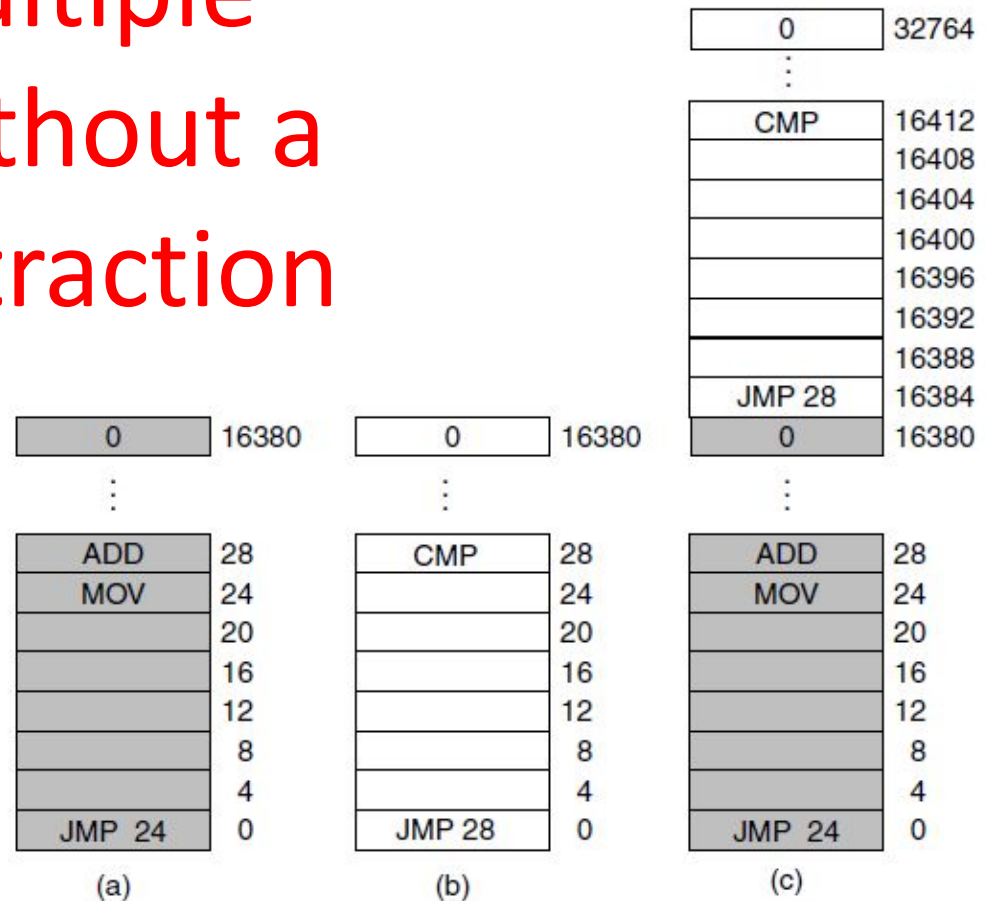 thout a
traction
0 32764
⋮
CMP 16412
16408
16404
16400
16396
16392
16388
JMP 28 16384
0 16380 0 16380 0 16380
⋮ ⋮ ⋮
ADD 28 CMP 28 ADD 28
MOV 24 24 MOV 24
20 20 20
16 16 16
12 12 12
8 8 8
4 4 4
JMP 24 0 JMP 28 0 JMP 24 0
(a) (b) (c)